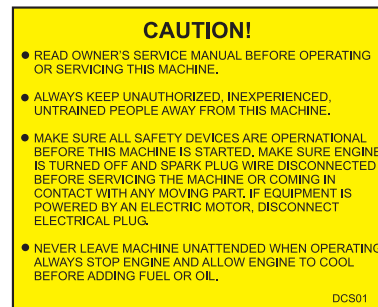 CAUTION!
● READ OWNER'S SERVICE MANUAL BEFORE OPERATING
OR SERVICING THIS MACHINE.
● ALWAYS KEEP UNAUTHORIZED, INEXPERIENCED,
UNTRAINED PEOPLE AWAY FROM THIS MACHINE.
● MAKE SURE ALL SAFETY DEVICES ARE OPERNATIONAL
BEFORE THIS MACHINE IS STARTED. MAKE SURE ENGINE
IS TURNED OFF AND SPARK PLUG WIRE DISCONNECTED
BEFORE SERVICING THE MACHINE OR COMING IN
CONTACT WITH ANY MOVING PART. IF EQUIPMENT IS
POWERED BY AN ELECTRIC MOTOR, DISCONNECT
ELECTRICAL PLUG.
● NEVER LEAVE MACHINE UNATTENDED WHEN OPERATING
ALWAYS STOP ENGINE AND ALLOW ENGINE TO COOL
BEFORE ADDING FUEL OR OIL.
DCS01